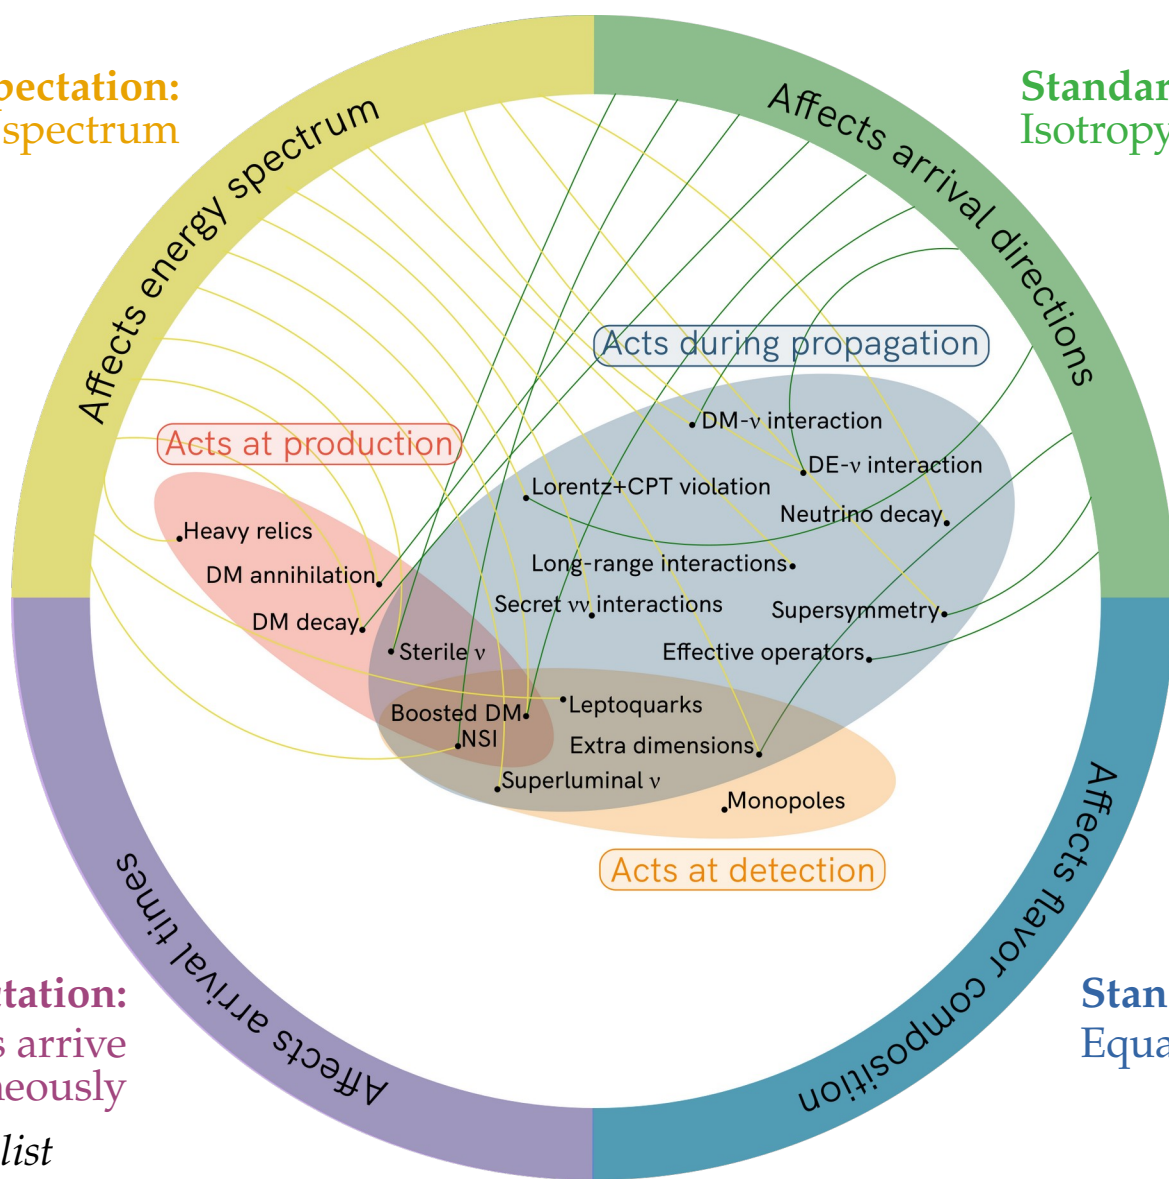 pectation:
spectrum
Standar
Isotropy
Affects energy spectrum
Affects arrival directions
Acts during propagation
DM-ν interaction
Acts at production
DE-ν interaction
Lorentz+CPT violation
Neutrino decay
Heavy relics
Long-range interactions
DM annihilation
Secret νν interactions
Supersymmetry
DM decay
Sterile ν
Effective operators
Leptoquarks
Boosted DM
NSI
Extra dimensions
Superluminal ν
Monopoles
Acts at detection
Affects arrival times
Affects flavor composition
tation:
s arrive
neously
list
Stan
Equa